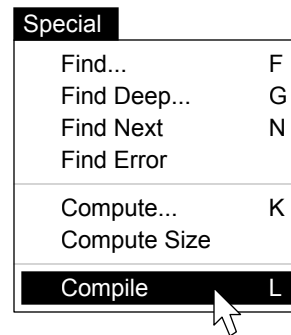 Special
Find... F
Find Deep... G
Find Next N
Find Error
Compute... K
Compute Size
Compile L